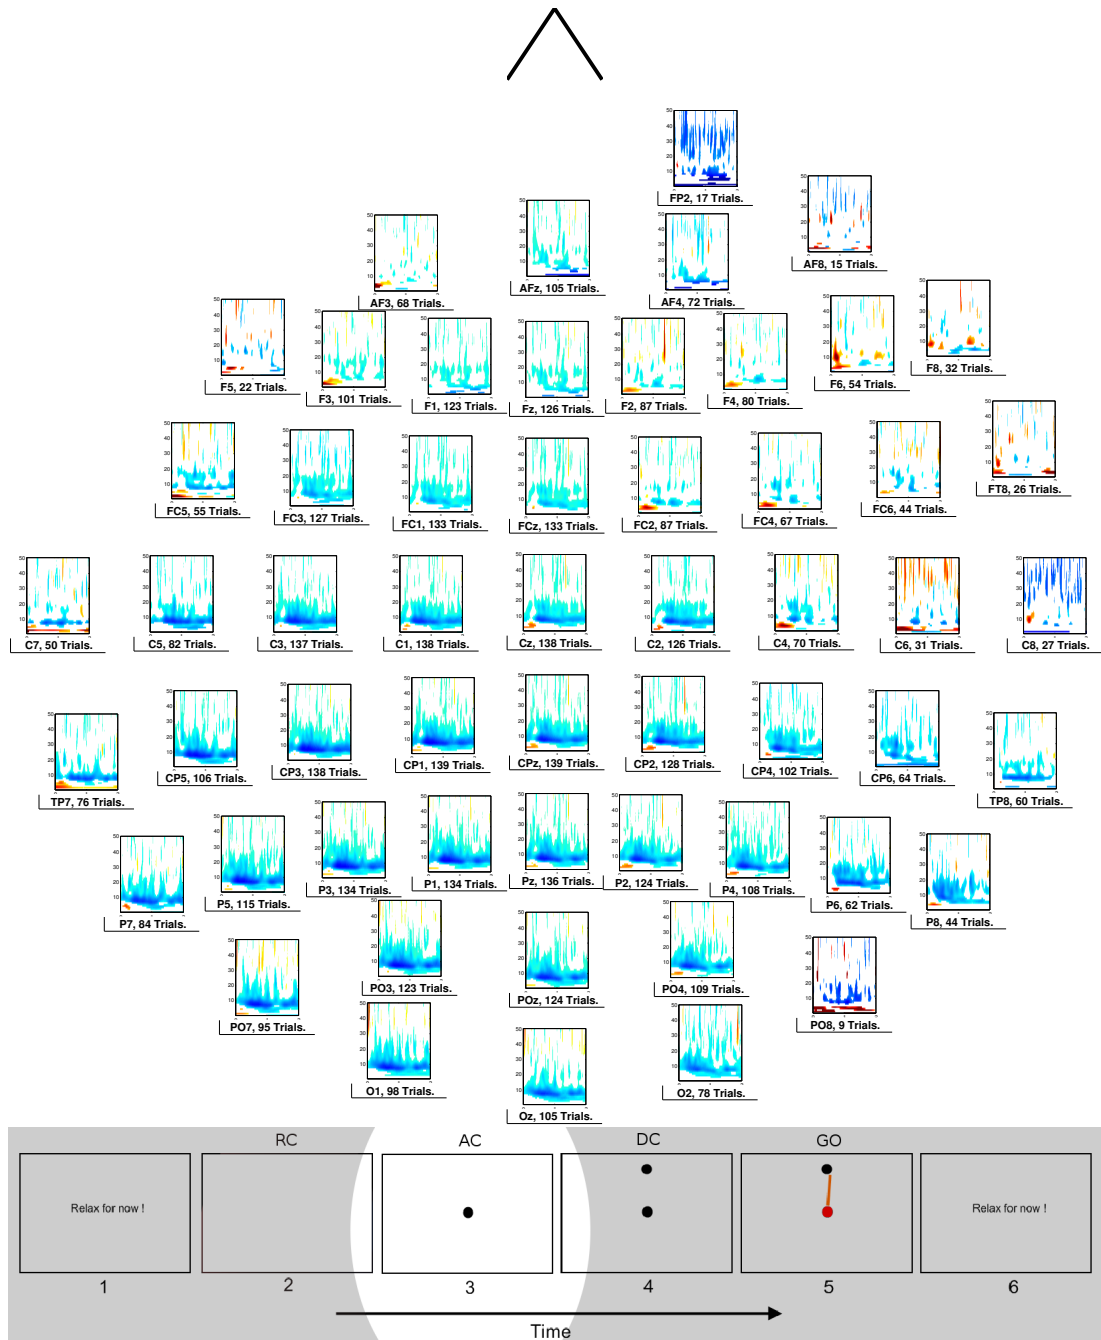 FP2, 17 Trials.
AF8, 15 Trials.
AF3, 68 Trials.
AFz, 105 Trials.
AF4, 72 Trials.
F5, 22 Trials.
F3, 101 Trials.
F1, 123 Trials.
Fz, 126 Trials.
F2, 87 Trials.
F4, 80 Trials.
F6, 54 Trials.
F8, 32 Trials.
FC5, 55 Trials.
FC3, 127 Trials.
FC1, 133 Trials.
FCz, 133 Trials.
FC2, 87 Trials.
FC4, 67 Trials.
FC6, 44 Trials.
FT8, 26 Trials.
C7, 50 Trials.
C5, 82 Trials.
C3, 137 Trials.
C1, 138 Trials.
Cz, 138 Trials.
C2, 126 Trials.
C4, 70 Trials.
C6, 31 Trials.
C8, 27 Trials.
TP7, 76 Trials.
CP5, 106 Trials.
CP3, 138 Trials.
CP1, 139 Trials.
CPz, 139 Trials.
CP2, 128 Trials.
CP4, 102 Trials.
CP6, 64 Trials.
TP8, 60 Trials.
P7, 84 Trials.
P5, 115 Trials.
P3, 134 Trials.
P1, 134 Trials.
Pz, 136 Trials.
P2, 124 Trials.
P4, 108 Trials.
P6, 62 Trials.
P8, 44 Trials.
PO7, 95 Trials.
PO3, 123 Trials.
POz, 124 Trials.
PO4, 109 Trials.
PO8, 9 Trials.
O1, 98 Trials.
Oz, 105 Trials.
O2, 78 Trials.
RC
AC
DC
GO
Relax for now !
Relax for now !
1
2
3
4
5
6
Time